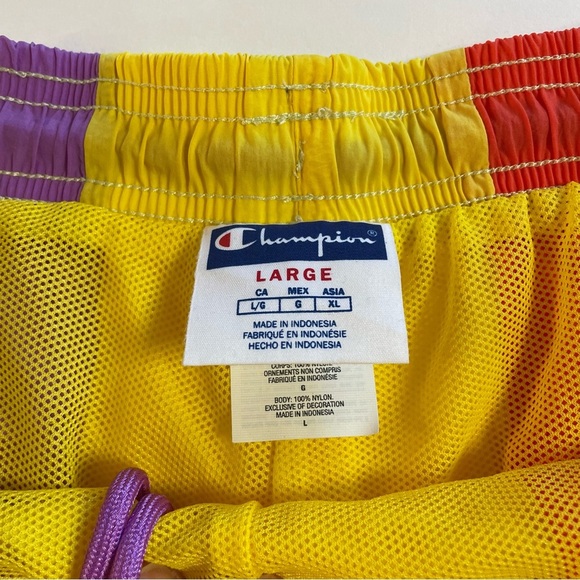 Champion®
LARGE
CA MEX ASIA
L/G G XL
MADE IN INDONESIA
FABRIQUÉ EN INDONÉSIE
HECHO EN INDONESIA
CORPS: 100% NYLON.
ORNEMENTS NON COMPRIS
FABRIQUÉ EN INDONÉSIE
G
BODY: 100% NYLON.
EXCLUSIVE OF DECORATION
MADE IN INDONESIA
L